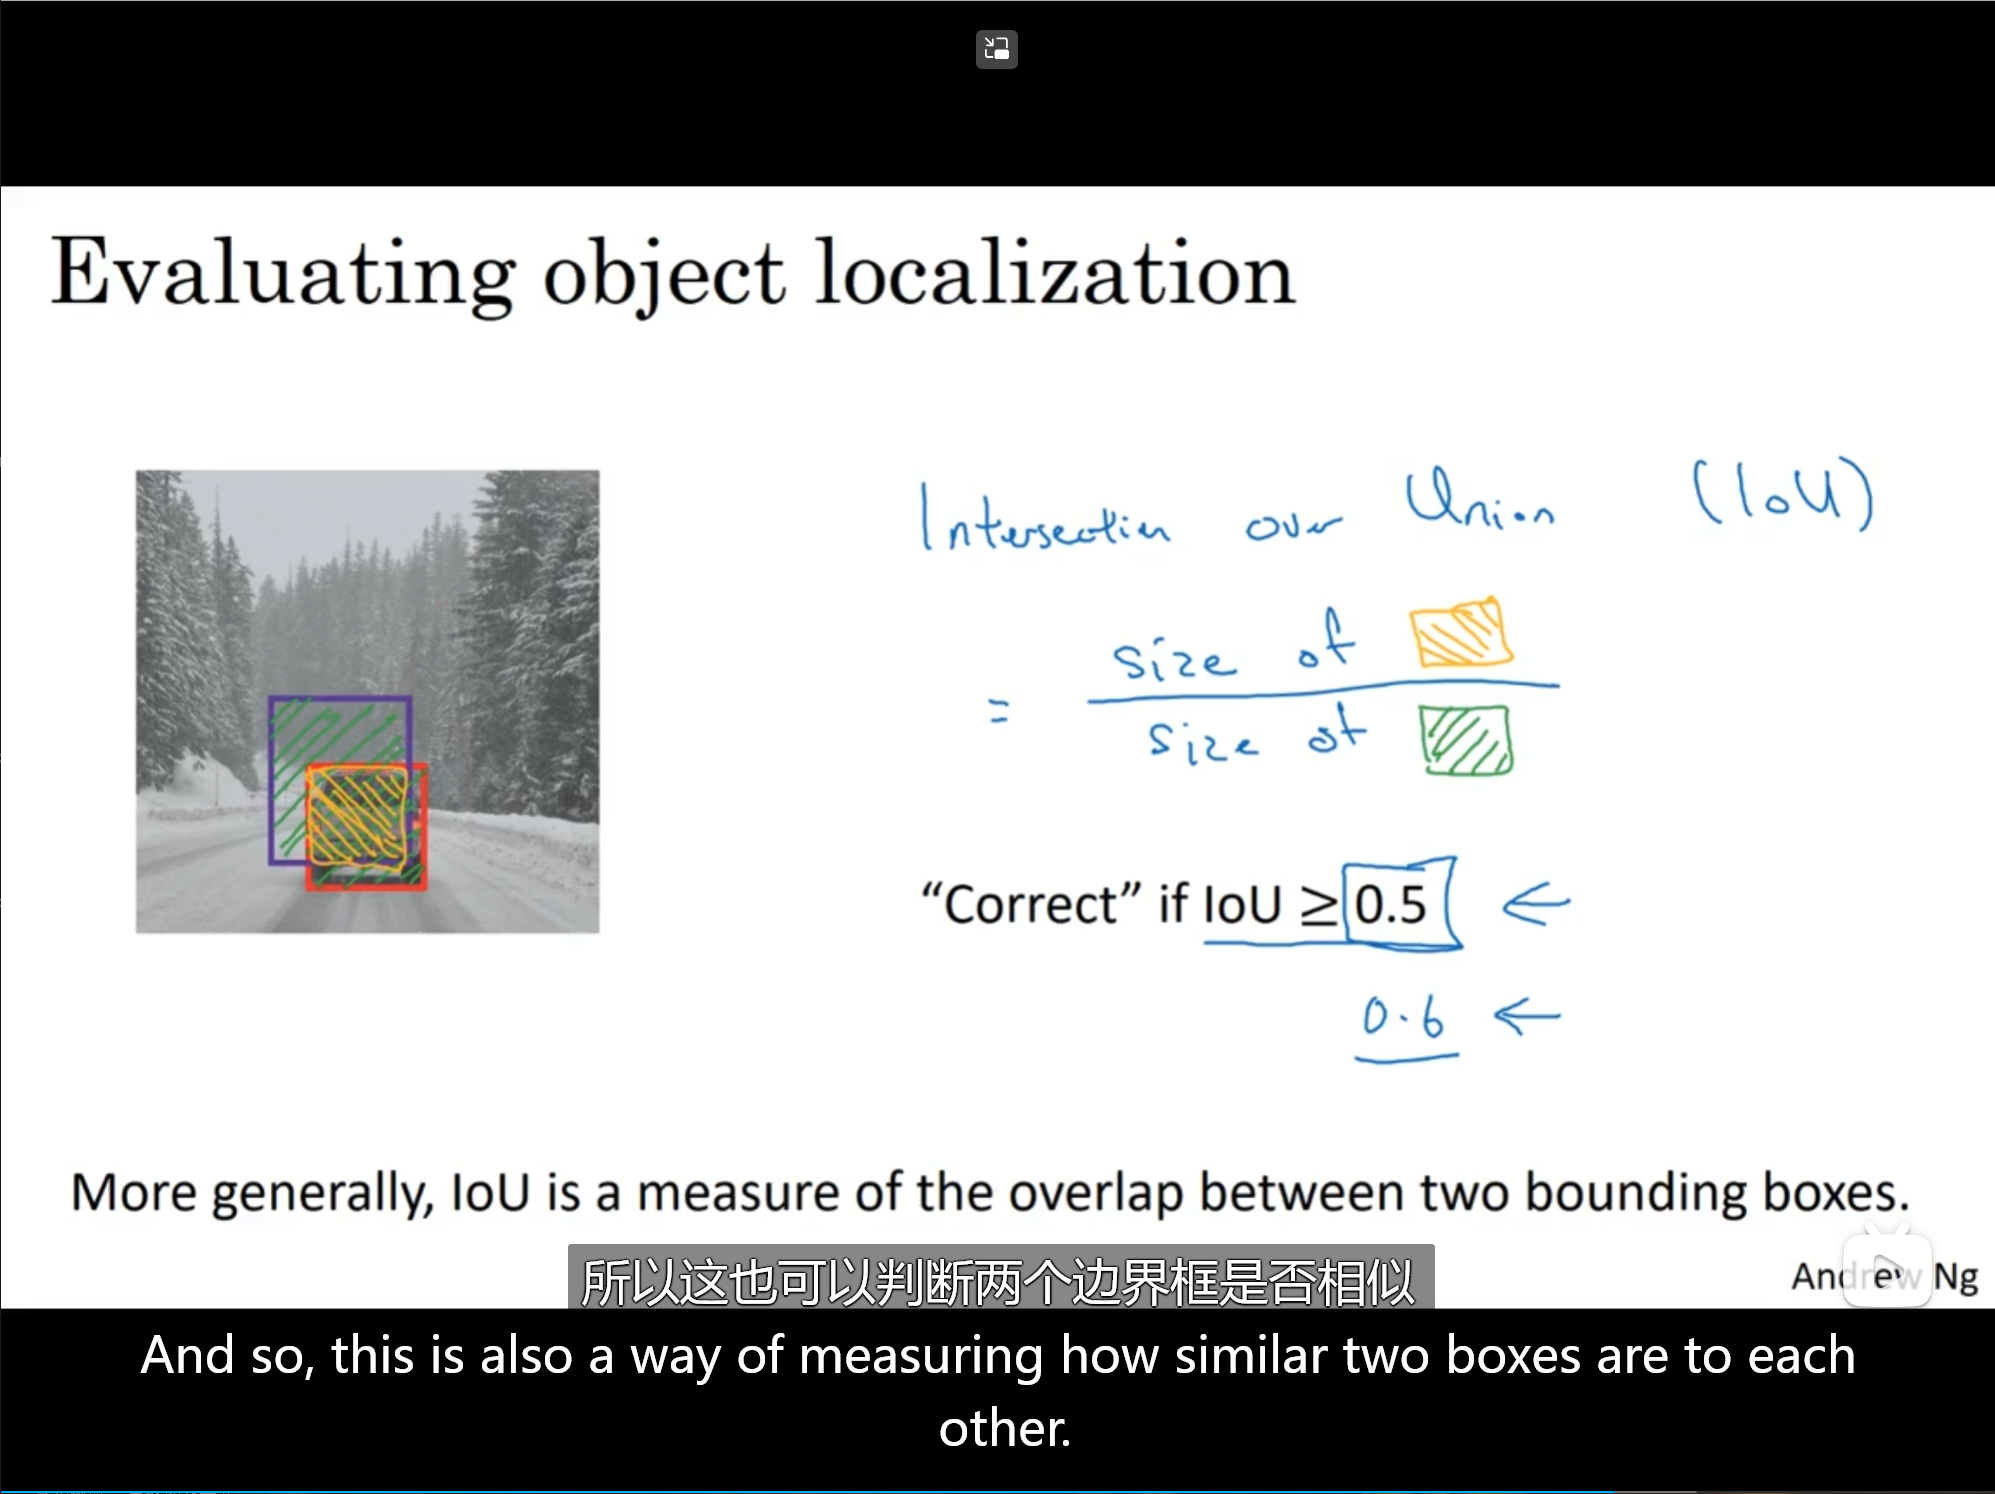 Evaluating object localization
Intersection over Union (IoU)
size of
=
size of
“Correct” if IoU ≥ 0.5 ←
0.6 ←
More generally, IoU is a measure of the overlap between two bounding boxes.
所以这也可以判断两个边界框是否相似
Andrew Ng
And so, this is also a way of measuring how similar two boxes are to each
other.